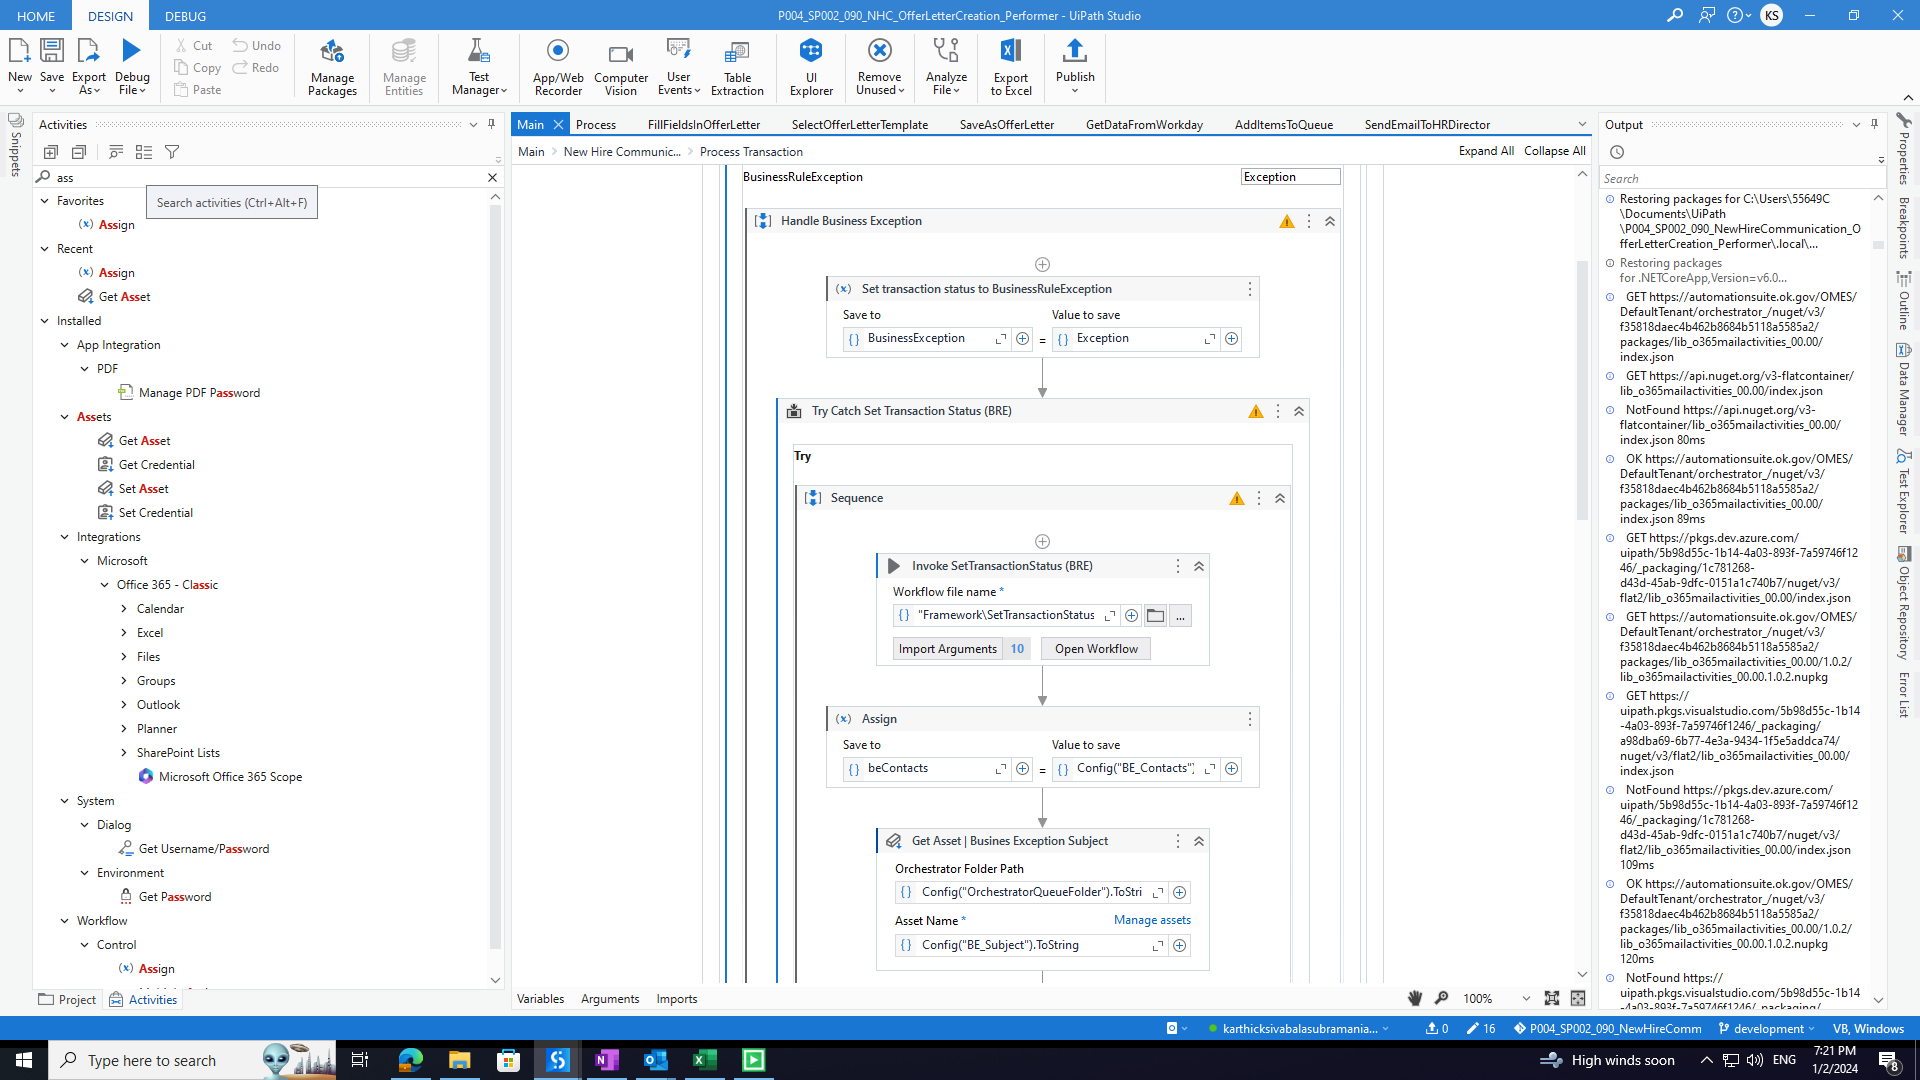 HOME
DESIGN
DEBUG
P004_SP002_090_NHC_OfferLetterCreation_Performer - UiPath Studio
KS
New
Save
Export As
Debug File
Cut
Copy
Paste
Undo
Redo
Manage Packages
Manage Entities
Test Manager
App/Web Recorder
Computer Vision
User Events
Table Extraction
UI Explorer
Remove Unused
Analyze File
Export to Excel
Publish
Snippets
Activities
ass
Search activities (Ctrl+Alt+F)
Favorites
Assign
Recent
Assign
Get Asset
Installed
App Integration
PDF
Manage PDF Password
Assets
Get Asset
Get Credential
Set Asset
Set Credential
Integrations
Microsoft
Office 365 - Classic
Calendar
Excel
Files
Groups
Outlook
Planner
SharePoint Lists
Microsoft Office 365 Scope
System
Dialog
Get Username/Password
Environment
Get Password
Workflow
Control
Assign
Project
Activities
Main
Process
FillFieldsInOfferLetter
SelectOfferLetterTemplate
SaveAsOfferLetter
GetDataFromWorkday
AddItemsToQueue
SendEmailToHRDirector
Main
New Hire Communic...
Process Transaction
Expand All
Collapse All
BusinessRuleException
Exception
Handle Business Exception
Set transaction status to BusinessRuleException
Save to
Value to save
BusinessException
=
Exception
Try Catch Set Transaction Status (BRE)
Try
Sequence
Invoke SetTransactionStatus (BRE)
Workflow file name *
"Framework\SetTransactionStatus
...
Import Arguments
10
Open Workflow
Assign
Save to
Value to save
beContacts
=
Config("BE_Contacts")
Get Asset | Busines Exception Subject
Orchestrator Folder Path
Config("OrchestratorQueueFolder").ToStri
Asset Name *
Manage assets
Config("BE_Subject").ToString
Variables
Arguments
Imports
100%
Output
Search
Restoring packages for C:\Users\55649C
\Documents\UiPath
\P004_SP002_090_NewHireCommunication_O
fferLetterCreation_Performer\.local\...
Restoring packages
for .NETCoreApp,Version=v6.0...
GET https://automationsuite.ok.gov/OMES/
DefaultTenant/orchestrator_/nuget/v3/
f35818daec4b462b8684b5118a5585a2/
packages/lib_o365mailactivities_00.00/
index.json
GET https://api.nuget.org/v3-flatcontainer/
lib_o365mailactivities_00.00/index.json
NotFound https://api.nuget.org/v3-
flatcontainer/lib_o365mailactivities_00.00/
index.json 80ms
OK https://automationsuite.ok.gov/OMES/
DefaultTenant/orchestrator_/nuget/v3/
f35818daec4b462b8684b5118a5585a2/
packages/lib_o365mailactivities_00.00/
index.json 89ms
GET https://pkgs.dev.azure.com/
uipath/5b98d55c-1b14-4a03-893f-7a59746f12
46/_packaging/1c781268-
d43d-45ab-9dfc-0151a1c740b7/nuget/v3/
flat2/lib_o365mailactivities_00.00/index.json
GET https://automationsuite.ok.gov/OMES/
DefaultTenant/orchestrator_/nuget/v3/
f35818daec4b462b8684b5118a5585a2/
packages/lib_o365mailactivities_00.00/1.0.2/
lib_o365mailactivities_00.00.1.0.2.nupkg
GET https://
uipath.pkgs.visualstudio.com/5b98d55c-1b14
-4a03-893f-7a59746f1246/_packaging/
a98dba69-6b77-4e3a-9434-1f5e5addca74/
nuget/v3/flat2/lib_o365mailactivities_00.00/
index.json
NotFound https://pkgs.dev.azure.com/
uipath/5b98d55c-1b14-4a03-893f-7a59746f12
46/_packaging/1c781268-
d43d-45ab-9dfc-0151a1c740b7/nuget/v3/
flat2/lib_o365mailactivities_00.00/index.json
109ms
OK https://automationsuite.ok.gov/OMES/
DefaultTenant/orchestrator_/nuget/v3/
f35818daec4b462b8684b5118a5585a2/
packages/lib_o365mailactivities_00.00/1.0.2/
lib_o365mailactivities_00.00.1.0.2.nupkg
120ms
NotFound https://
uipath.pkgs.visualstudio.com/5b98d55c-1b14
-4a03-893f-7a59746f1246/_packaging/
Properties
Breakpoints
Outline
Data Manager
Test Explorer
Object Repository
Error List
karthicksivabalasubramania...
0
16
P004_SP002_090_NewHireComm
development
VB, Windows
Type here to search
High winds soon
ENG
7:21 PM
1/2/2024
8